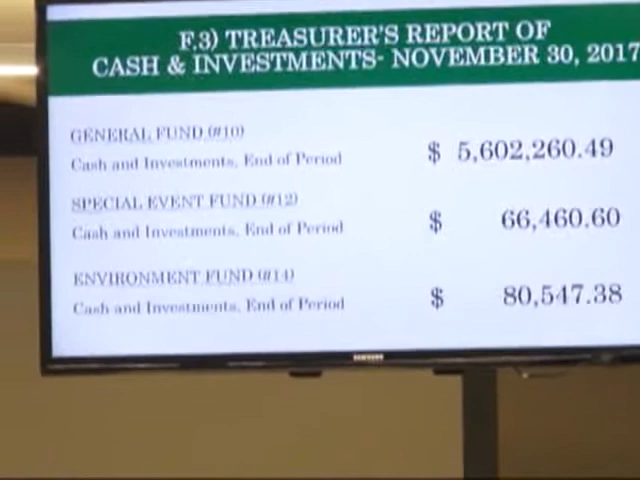 F.3) TREASURER'S REPORT OF
CASH & INVESTMENTS- NOVEMBER 30, 2017
GENERAL FUND (#10)
Cash and Investments, End of Period $ 5,602,260.49
SPECIAL EVENT FUND (#12)
Cash and Investments, End of Period $ 66,460.60
ENVIRONMENT FUND (#14)
Cash and Investments, End of Period $ 80,547.38